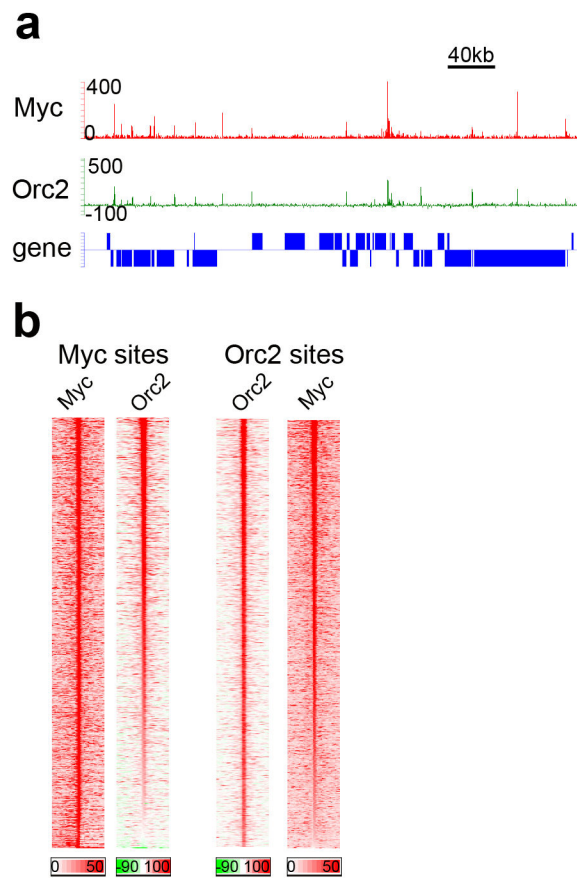 a
40kb
400
Myc
0
500
Orc2
-100
gene
b
Myc sites Orc2 sites
Myc Orc2 Orc2 Myc
0 50 -90 100 -90 100 0 50